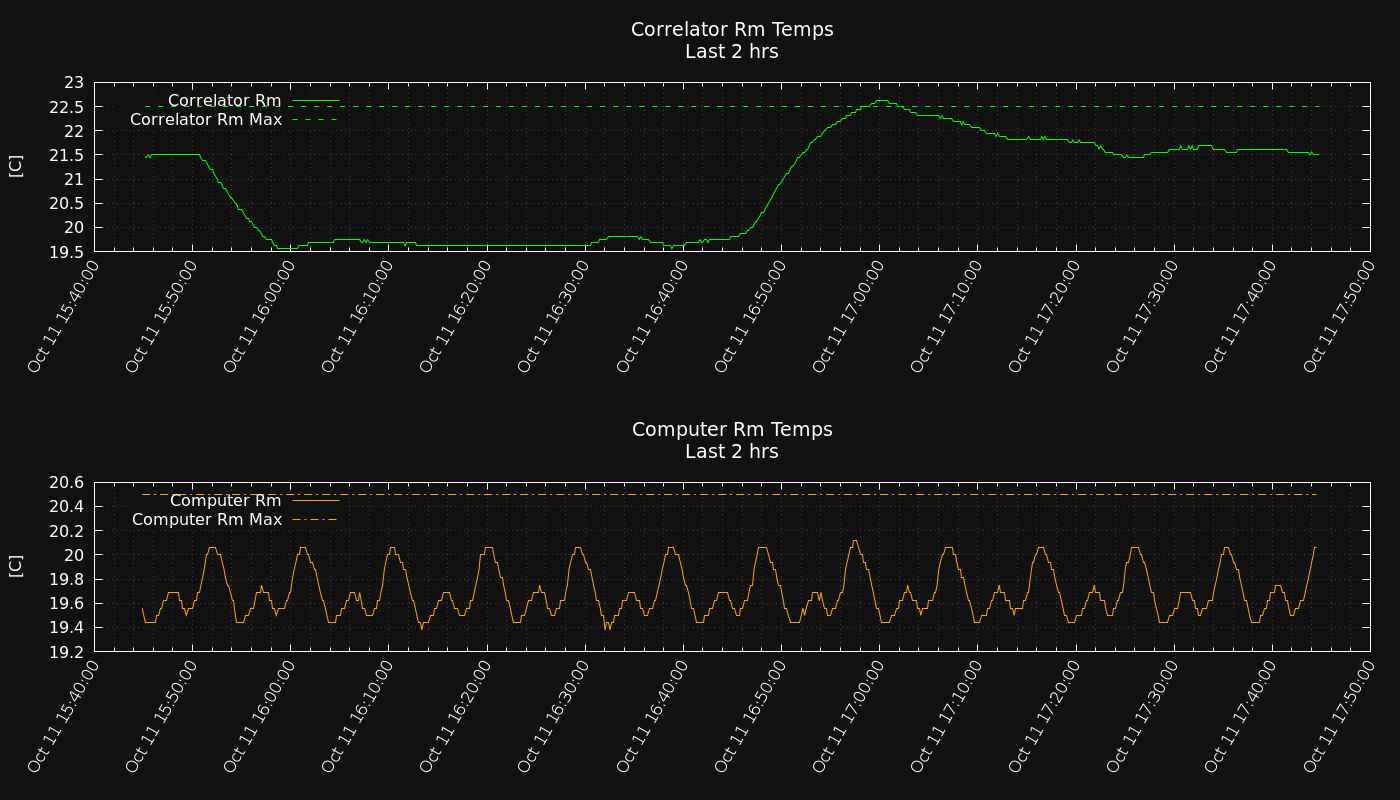 Correlator Rm Temps
Last 2 hrs
23
22.5
22
21.5
21
20.5
20
19.5
[C]
Correlator Rm
Correlator Rm Max
Oct 11 15:40:00
Oct 11 15:50:00
Oct 11 16:00:00
Oct 11 16:10:00
Oct 11 16:20:00
Oct 11 16:30:00
Oct 11 16:40:00
Oct 11 16:50:00
Oct 11 17:00:00
Oct 11 17:10:00
Oct 11 17:20:00
Oct 11 17:30:00
Oct 11 17:40:00
Oct 11 17:50:00
Computer Rm Temps
Last 2 hrs
20.6
20.4
20.2
20
19.8
19.6
19.4
19.2
[C]
Computer Rm
Computer Rm Max
Oct 11 15:40:00
Oct 11 15:50:00
Oct 11 16:00:00
Oct 11 16:10:00
Oct 11 16:20:00
Oct 11 16:30:00
Oct 11 16:40:00
Oct 11 16:50:00
Oct 11 17:00:00
Oct 11 17:10:00
Oct 11 17:20:00
Oct 11 17:30:00
Oct 11 17:40:00
Oct 11 17:50:00